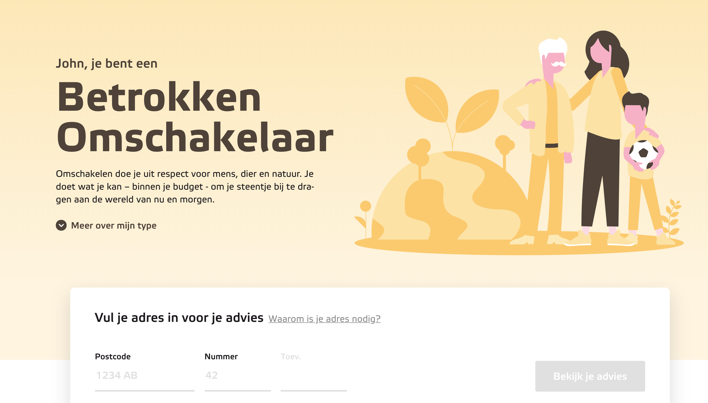 John, je bent een
Betrokken
Omschakelaar
Omschakelen doe je uit respect voor mens, dier en natuur. Je
doet wat je kan – binnen je budget - om je steentje bij te dra-
gen aan de wereld van nu en morgen.
Meer over mijn type
Vul je adres in voor je advies Waarom is je adres nodig?
Postcode Nummer Toev.
1234 AB 42
Bekijk je advies